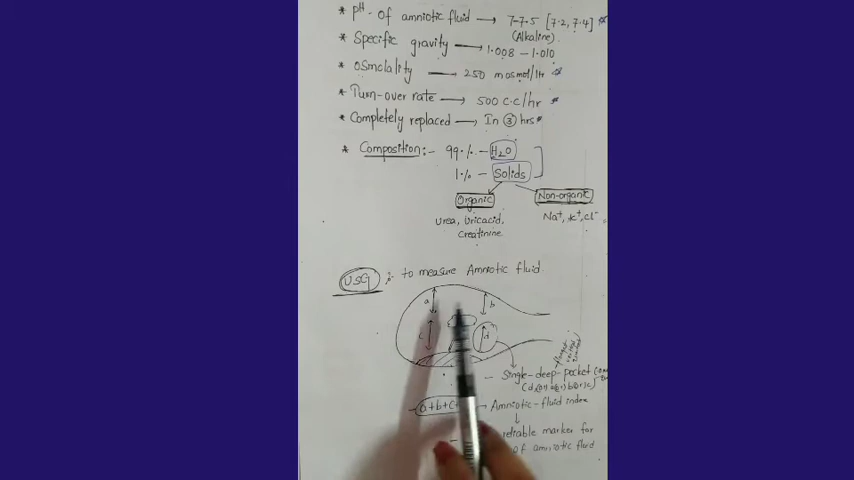 * pH of amniotic fluid → 7-7.5 [7.2, 7.4] *
(Alkaline)
* Specific gravity → 1.008 - 1.010
* Osmolality → 250 mosmol/ltr *
* Turn-over rate → 500 c.c/hr *
* Completely replaced → In ③ hrs *
* Composition:- 99.% - H2O
1.% - Solids
Organic Non-organic
Urea, Uricacid, Na+, K+, Cl-
Creatinine.
USG : to measure Amniotic fluid
a b
c d
- Single-deep-pocket
a+b+c Amniotic-fluid index
reliable marker for
of amniotic fluid